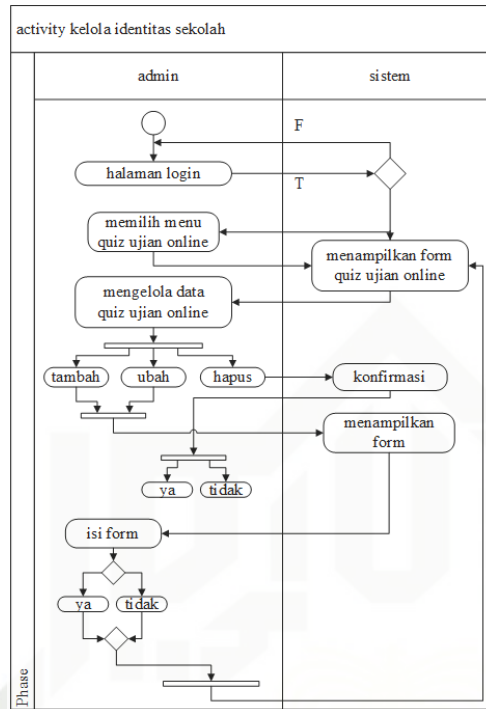 activity kelola identitas sekolah
admin
sistem
F
halaman login
T
memilih menu
quiz ujian online
menampilkan form
quiz ujian online
mengelola data
quiz ujian online
tambah
ubah
hapus
konfirmasi
menampilkan
form
ya
tidak
isi form
ya
tidak
Phase